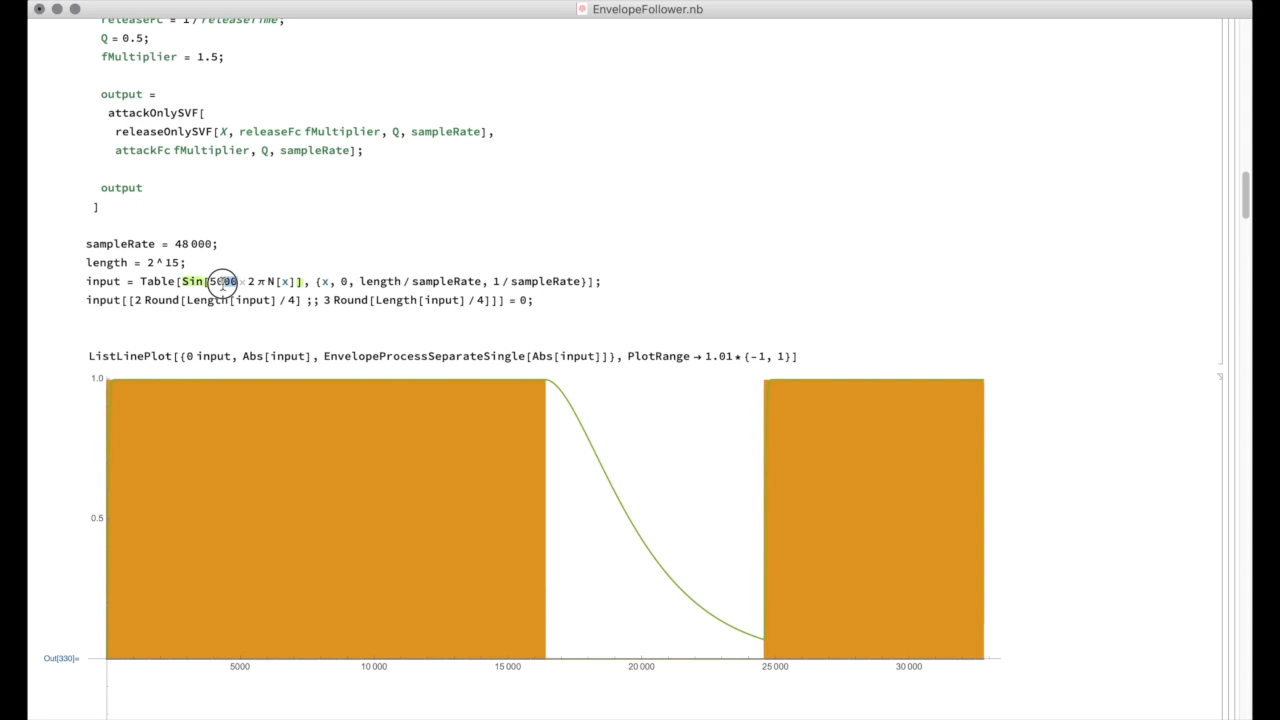 EnvelopeFollower.nb
releaseFc = 1 / releaseTime;
Q = 0.5;
fMultiplier = 1.5;
output =
attackOnlySVF[
releaseOnlySVF[X, releaseFc fMultiplier, Q, sampleRate],
attackFc fMultiplier, Q, sampleRate];
output
]
sampleRate = 48 000;
length = 2 ^ 15;
input = Table[Sin[5000 × 2 π N[x]], {x, 0, length / sampleRate, 1 / sampleRate}];
input[[2 Round[Length[input] / 4] ;; 3 Round[Length[input] / 4]]] = 0;
ListLinePlot[{0 input, Abs[input], EnvelopeProcessSeparateSingle[Abs[input]]}, PlotRange → 1.01 * {-1, 1}]
1.0
0.5
Out[330]=
5000 10 000 15 000 20 000 25 000 30 000